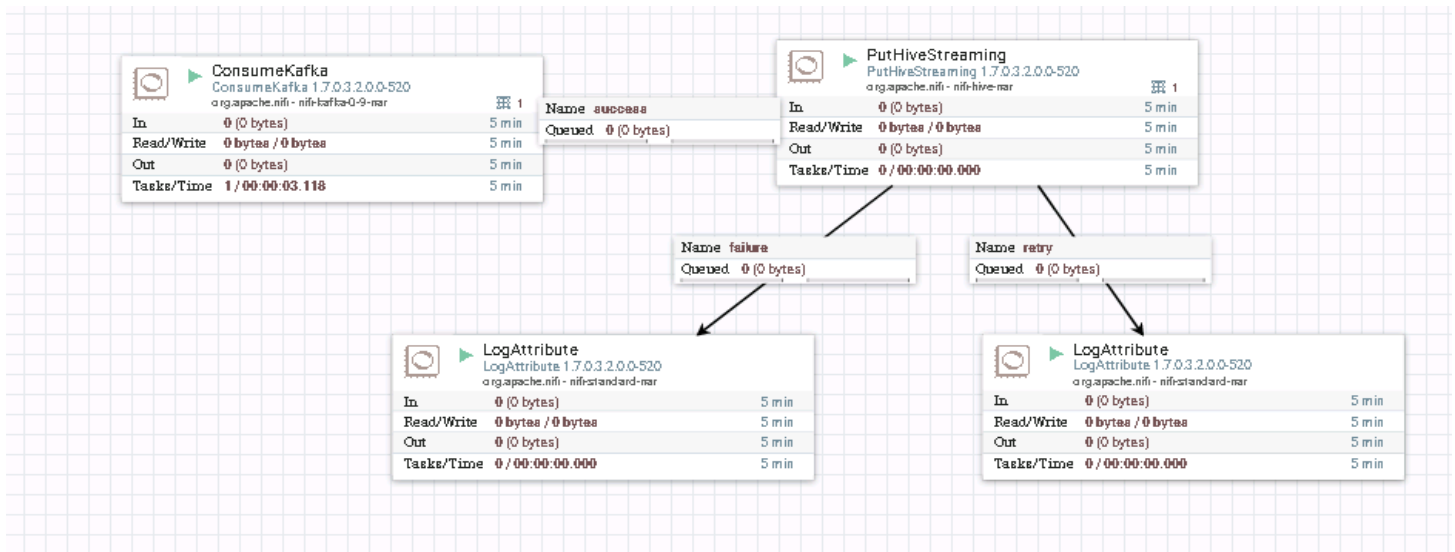 ConsumeKafka
ConsumeKafka 1.7.0.3.2.0.0-520
org.apache.nifi - nifi-kafka-0-9-nar
1
In 0 (0 bytes) 5 min
Read/Write 0 bytes / 0 bytes 5 min
Out 0 (0 bytes) 5 min
Tasks/Time 1 / 00:00:03.118 5 min
Name success
Queued 0 (0 bytes)
PutHiveStreaming
PutHiveStreaming 1.7.0.3.2.0.0-520
org.apache.nifi - nifi-hive-nar
1
In 0 (0 bytes) 5 min
Read/Write 0 bytes / 0 bytes 5 min
Out 0 (0 bytes) 5 min
Tasks/Time 0 / 00:00:00.000 5 min
Name failure
Queued 0 (0 bytes)
Name retry
Queued 0 (0 bytes)
LogAttribute
LogAttribute 1.7.0.3.2.0.0-520
org.apache.nifi - nifi-standard-nar
In 0 (0 bytes) 5 min
Read/Write 0 bytes / 0 bytes 5 min
Out 0 (0 bytes) 5 min
Tasks/Time 0 / 00:00:00.000 5 min
LogAttribute
LogAttribute 1.7.0.3.2.0.0-520
org.apache.nifi - nifi-standard-nar
In 0 (0 bytes) 5 min
Read/Write 0 bytes / 0 bytes 5 min
Out 0 (0 bytes) 5 min
Tasks/Time 0 / 00:00:00.000 5 min